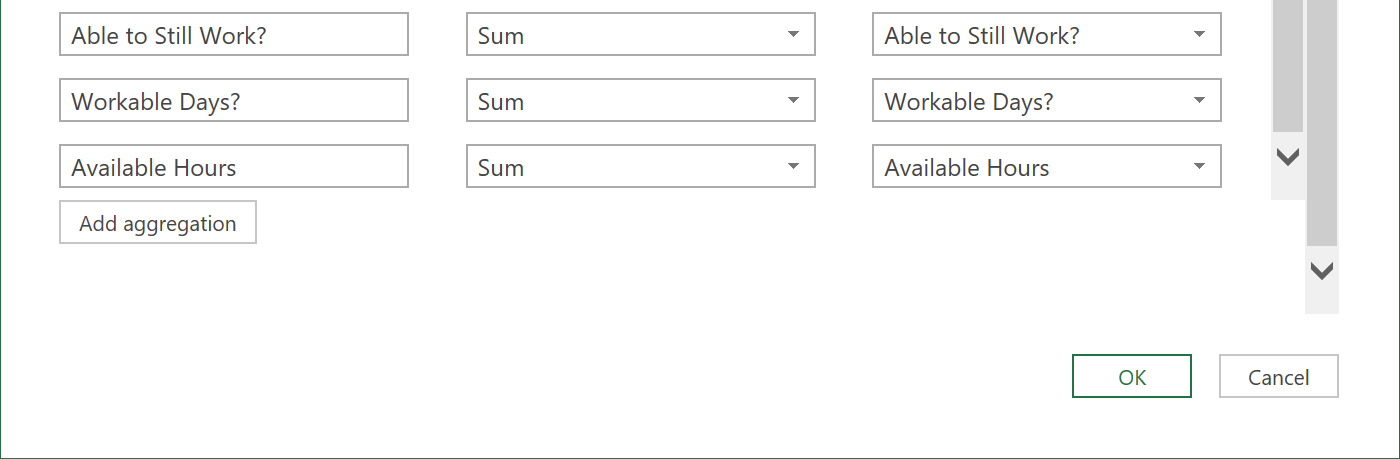 Able to Still Work? Sum Able to Still Work?
Workable Days? Sum Workable Days?
Available Hours Sum Available Hours
Add aggregation
OK Cancel